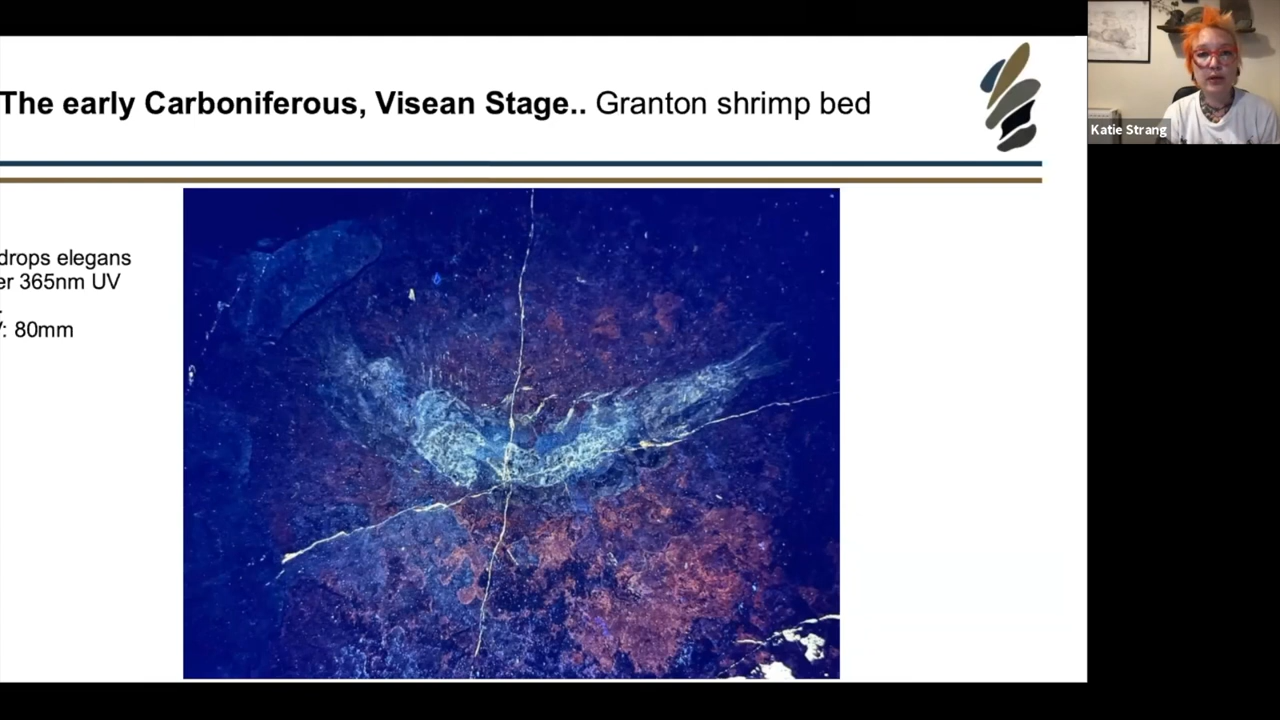 The early Carboniferous, Visean Stage.. Granton shrimp bed
drops elegans
er 365nm UV
: 80mm
Katie Strang